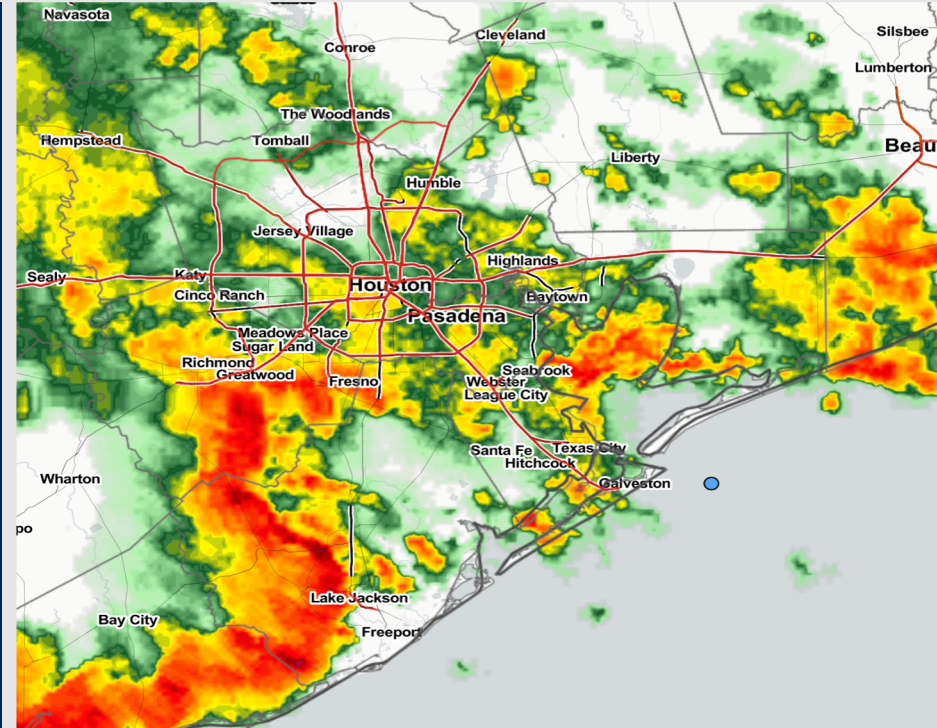 Navasota
Cleveland
Silsbee
Conroe
Lumberton
The Woodlands
Hempstead
Tomball
Beau
Liberty
Humble
Jersey Village
Highlands
Sealy
Katy
Houston
Cinco Ranch
Baytown
Pasadena
Meadows Place
Sugar Land
Richmond
Greatwood
Seabrook
Fresno
Webster
League City
Santa Fe
Texas City
Hitchcock
Wharton
Galveston
po
Lake Jackson
Bay City
Freeport